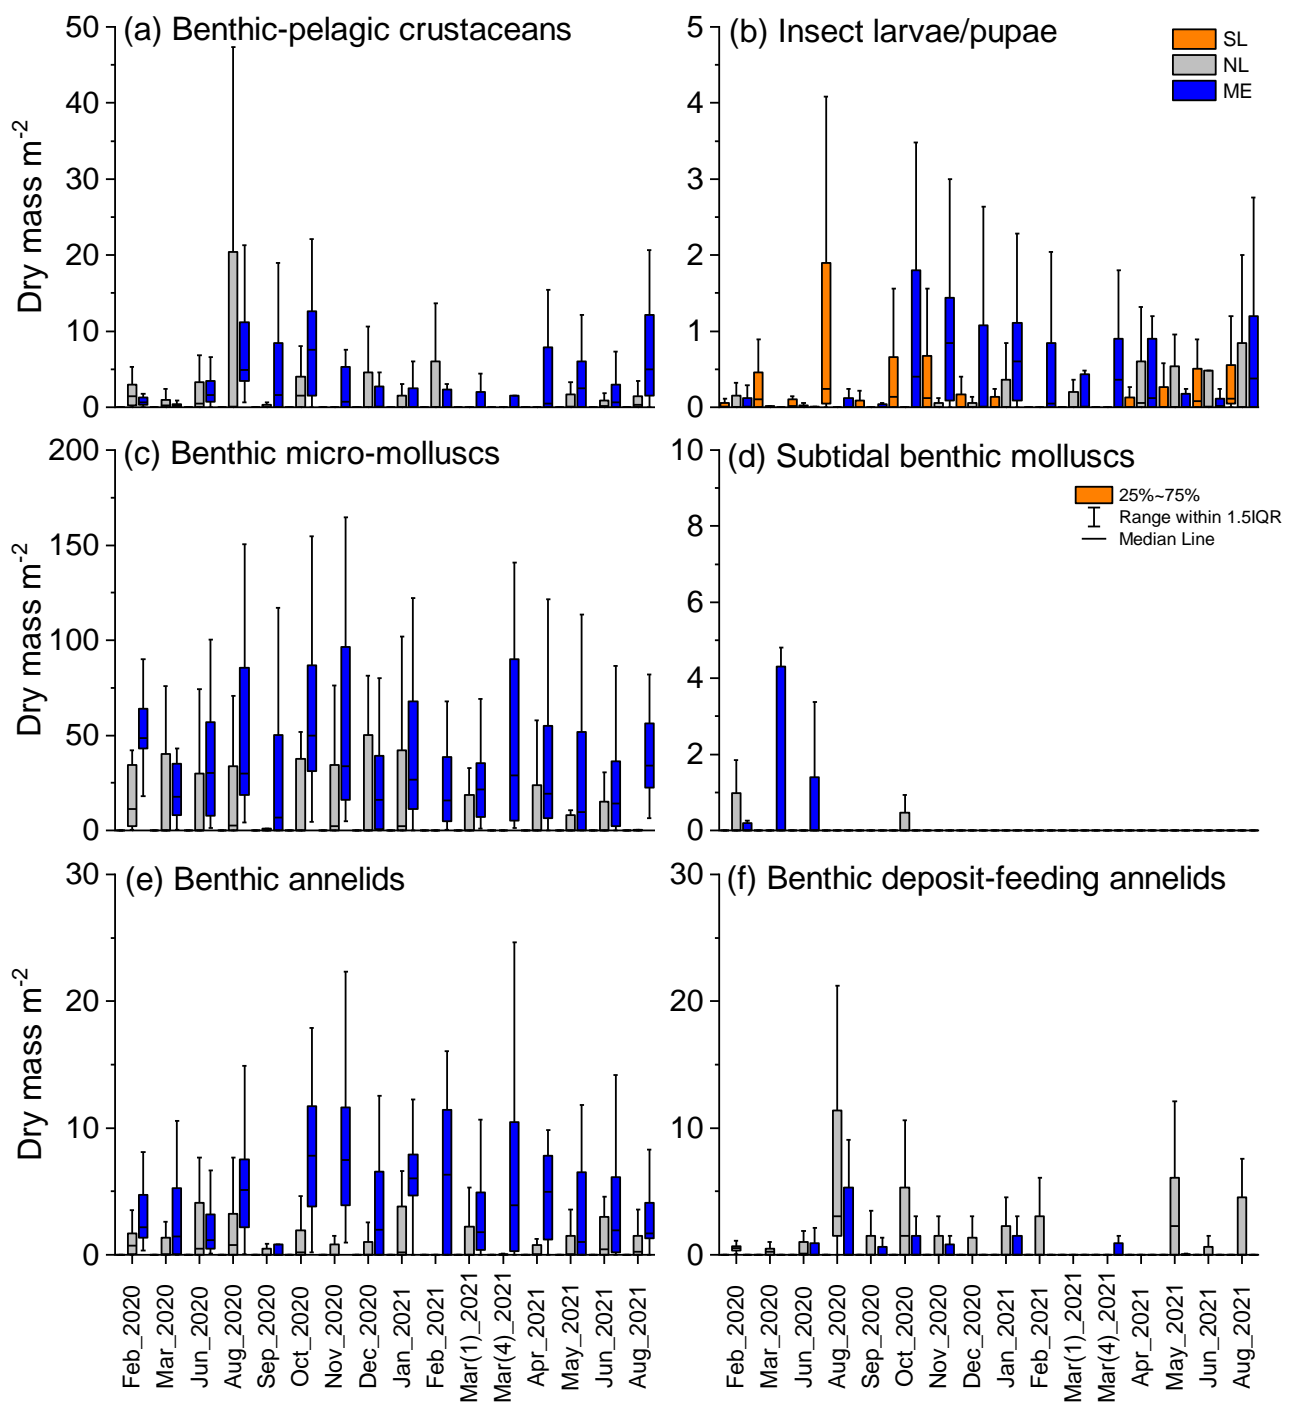 (a) Benthic-pelagic crustaceans
50
40
30
20
10
0
Dry mass m-2
(b) Insect larvae/pupae
5
4
3
2
1
0
SL
NL
ME
(c) Benthic micro-molluscs
200
150
100
50
0
Dry mass m-2
(d) Subtidal benthic molluscs
10
8
6
4
2
0
25%~75%
Range within 1.5IQR
Median Line
(e) Benthic annelids
30
20
10
0
Dry mass m-2
Feb_2020
Mar_2020
Jun_2020
Aug_2020
Sep_2020
Oct_2020
Nov_2020
Dec_2020
Jan_2021
Feb_2021
Mar(1)_2021
Mar(4)_2021
Apr_2021
May_2021
Jun_2021
Aug_2021
(f) Benthic deposit-feeding annelids
30
20
10
0
Feb_2020
Mar_2020
Jun_2020
Aug_2020
Sep_2020
Oct_2020
Nov_2020
Dec_2020
Jan_2021
Feb_2021
Mar(1)_2021
Mar(4)_2021
Apr_2021
May_2021
Jun_2021
Aug_2021